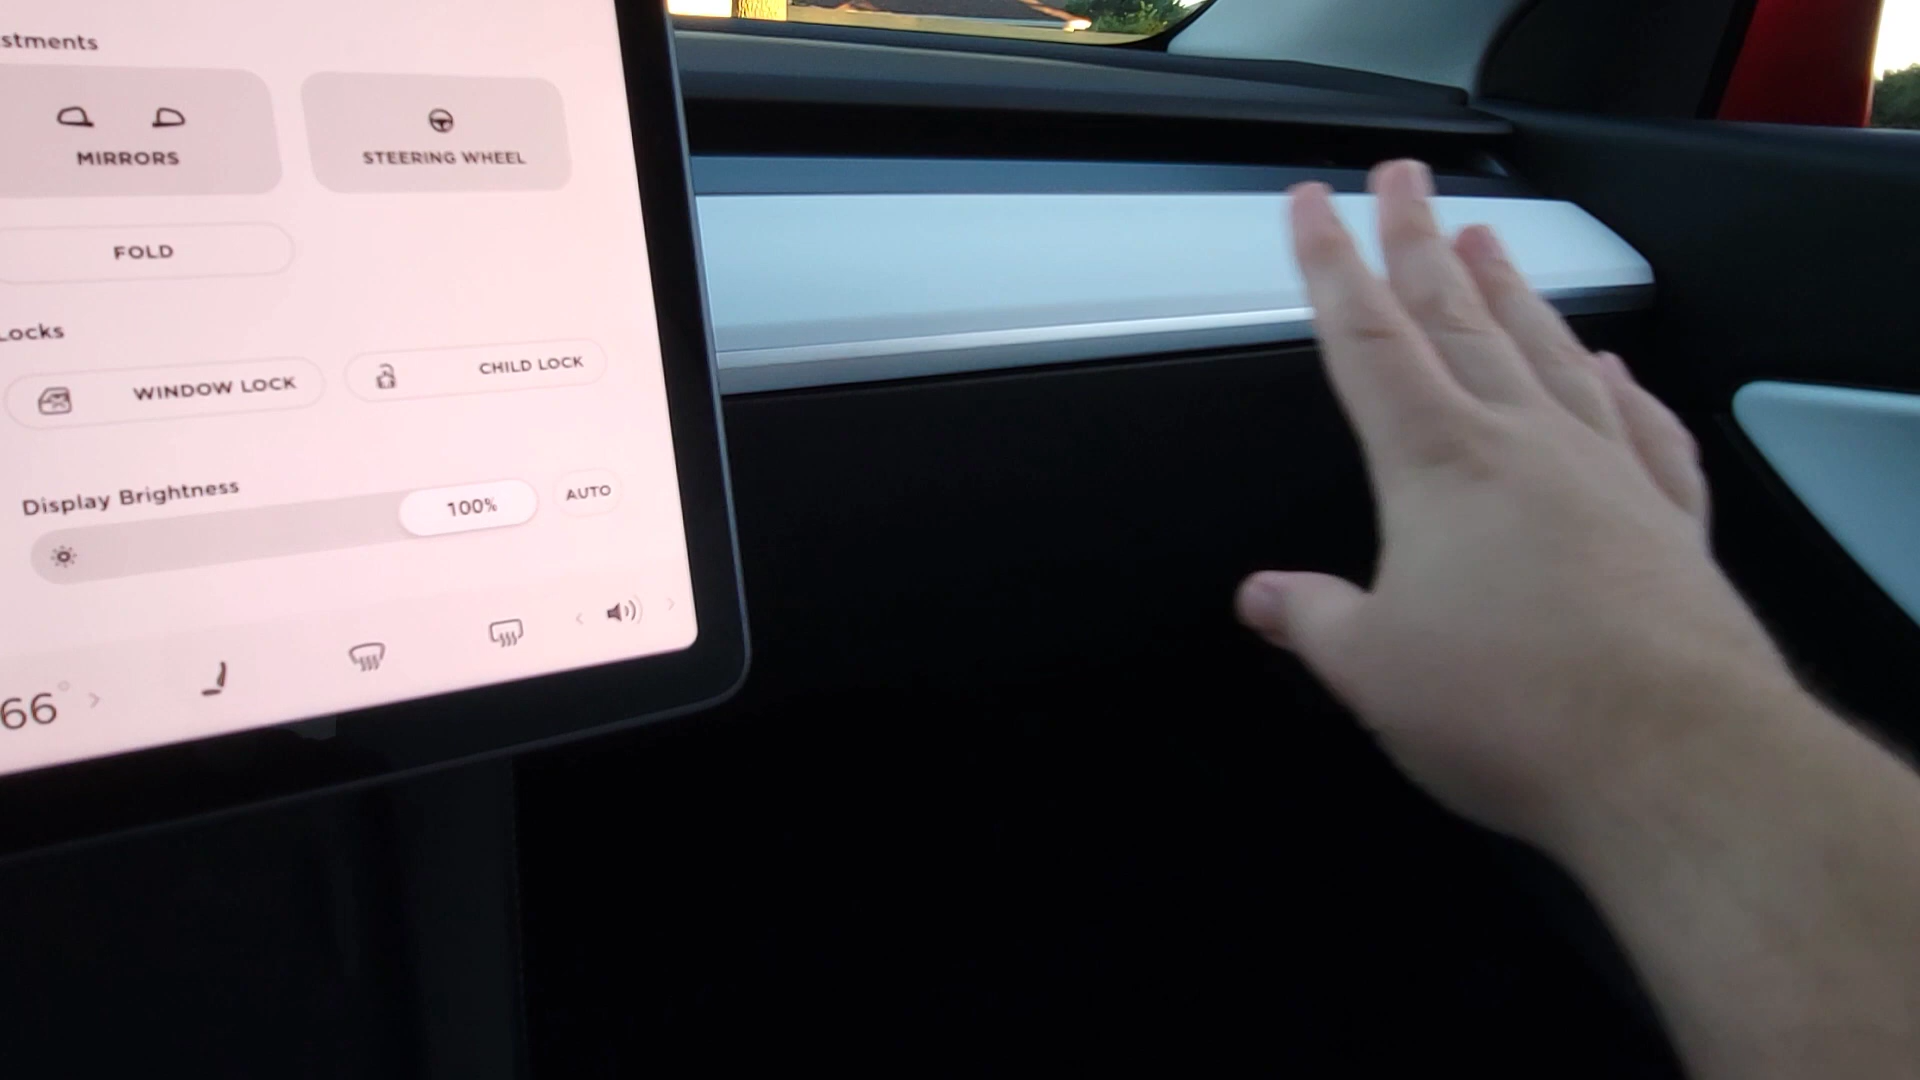 stments
MIRRORS
STEERING WHEEL
FOLD
Locks
WINDOW LOCK
CHILD LOCK
Display Brightness
100%
AUTO
66°